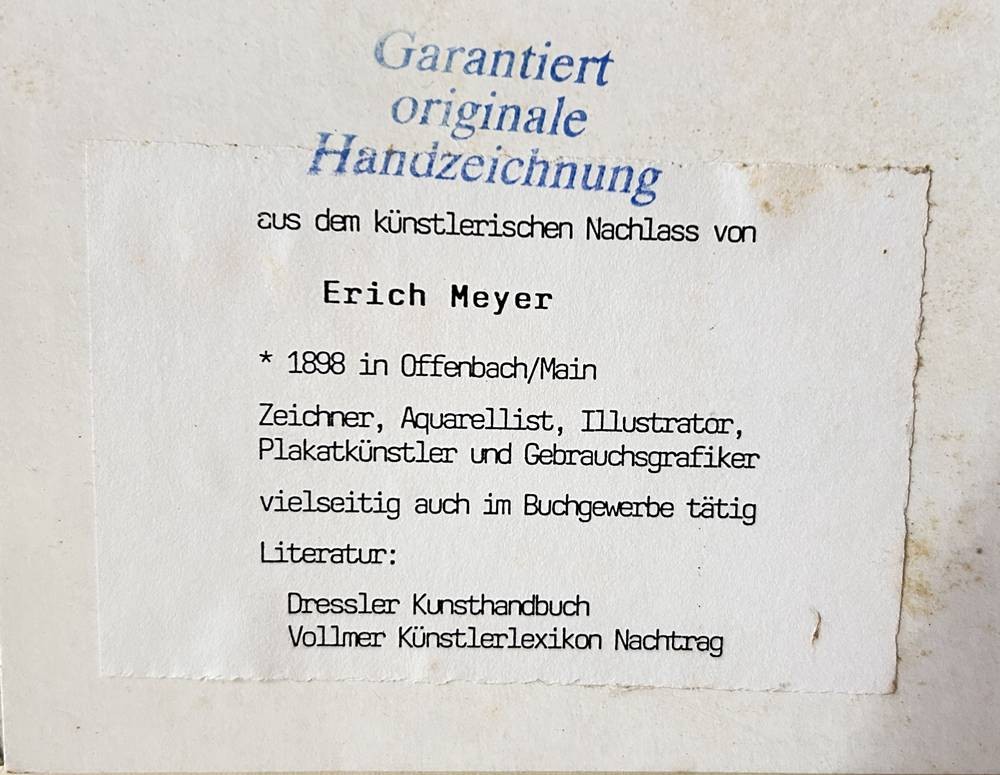 Garantiert
originale
Handzeichnung
aus dem künstlerischen Nachlass von
Erich Meyer
* 1898 in Offenbach/Main
Zeichner, Aquarellist, Illustrator,
Plakatkünstler und Gebrauchsgrafiker
vielseitig auch im Buchgewerbe tätig
Literatur:
Dressler Kunsthandbuch
Vollmer Künstlerlexikon Nachtrag